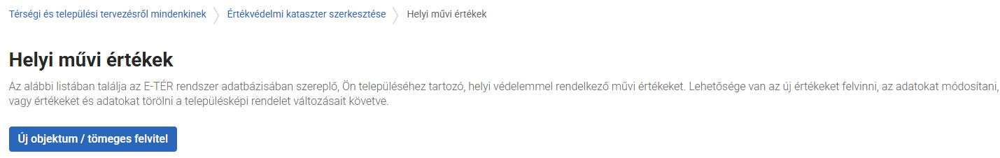 Térségi és települési tervezésről mindenkinek
Értékvédelmi kataszter szerkesztése
Helyi művi értékek
Helyi művi értékek
Az alábbi listában találja az E-TÉR rendszer adatbázisában szereplő, Ön településéhez tartozó, helyi védelemmel rendelkező művi értékeket. Lehetősége van az új értékeket felvinni, az adatokat módosítani,
vagy értékeket és adatokat törölni a településképi rendelet változásait követve.
Új objektum / tömeges felvitel